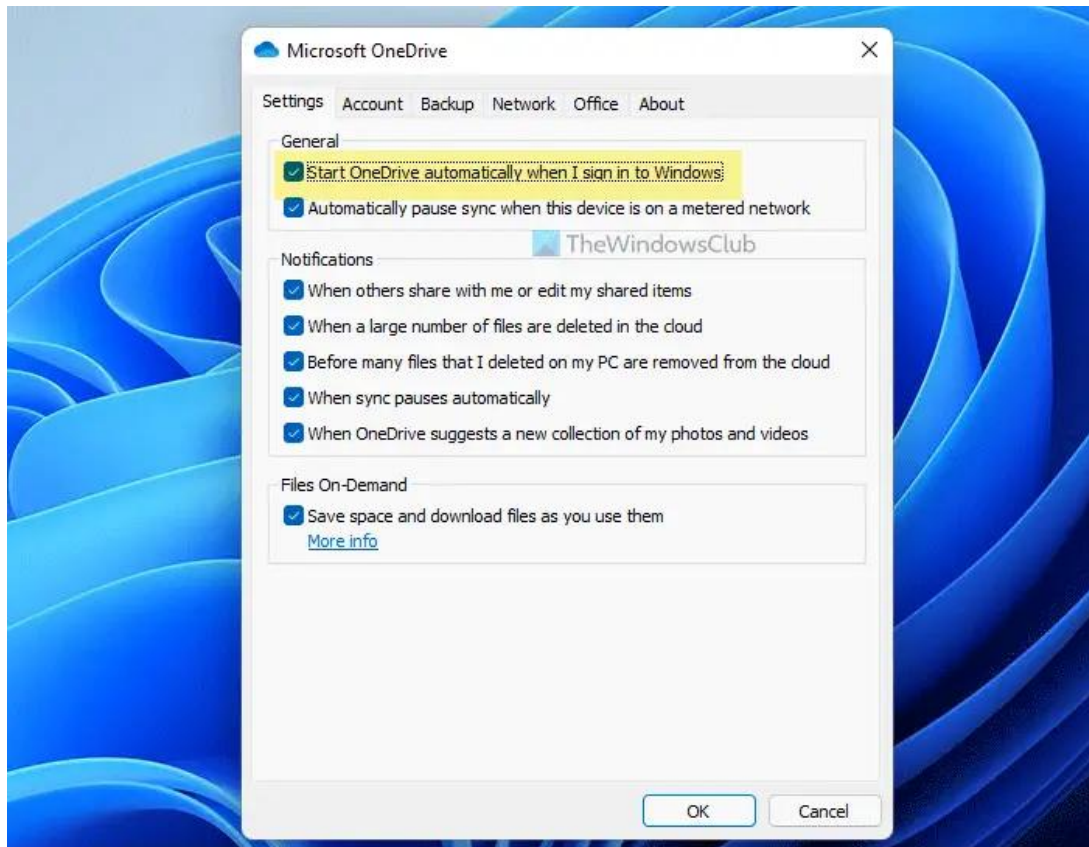 Microsoft OneDrive
Settings Account Backup Network Office About
General
Start OneDrive automatically when I sign in to Windows
Automatically pause sync when this device is on a metered network
TheWindowsClub
Notifications
When others share with me or edit my shared items
When a large number of files are deleted in the cloud
Before many files that I deleted on my PC are removed from the cloud
When sync pauses automatically
When OneDrive suggests a new collection of my photos and videos
Files On-Demand
Save space and download files as you use them
More info
OK Cancel